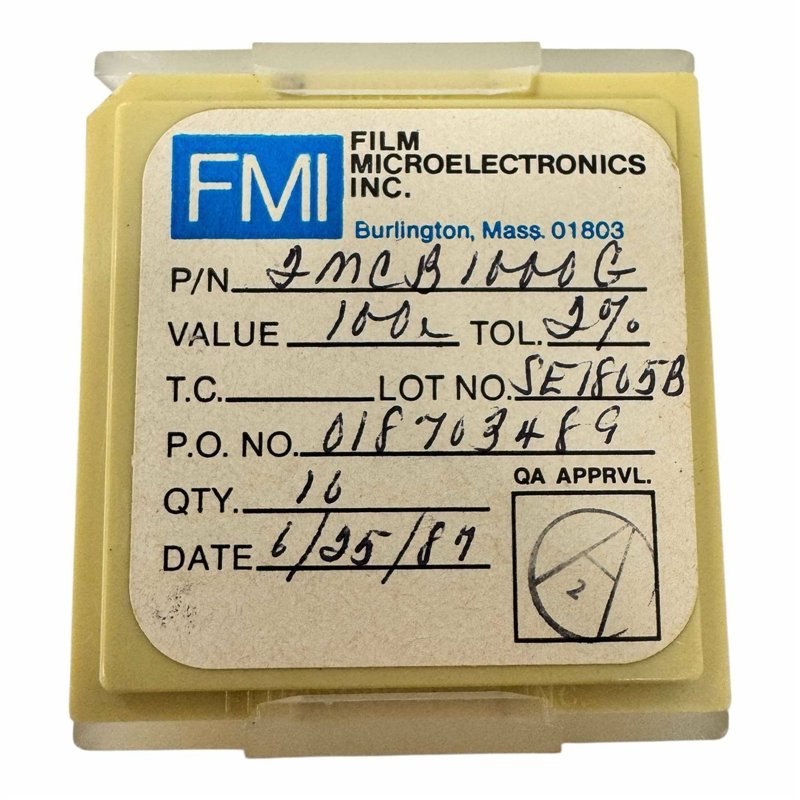 FMI
FILM
MICROELECTRONICS
INC.
Burlington, Mass. 01803
P/N 2MCB1000G
VALUE 100Ω TOL. 2%
T.C. LOT NO. SE1805B
P.O. NO. 018703489
QTY. 10
DATE 6/25/87
QA APPRVL.
A
2